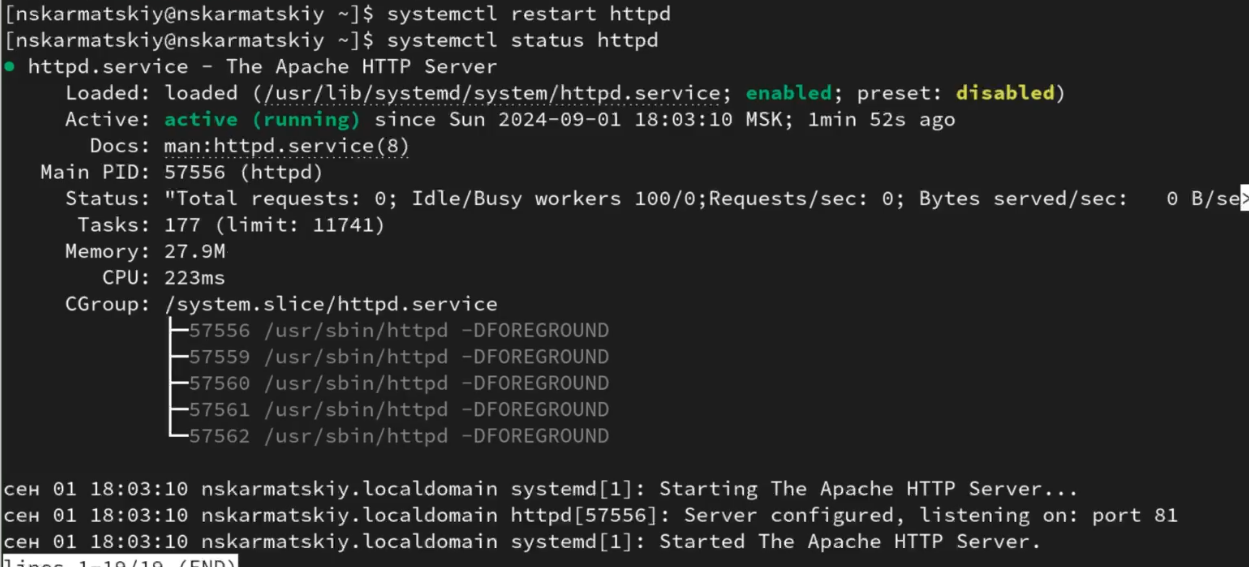 [nskarmatskiy@nskarmatskiy ~]$ systemctl restart httpd
[nskarmatskiy@nskarmatskiy ~]$ systemctl status httpd
● httpd.service - The Apache HTTP Server
     Loaded: loaded (/usr/lib/systemd/system/httpd.service; enabled; preset: disabled)
     Active: active (running) since Sun 2024-09-01 18:03:10 MSK; 1min 52s ago
       Docs: man:httpd.service(8)
   Main PID: 57556 (httpd)
     Status: "Total requests: 0; Idle/Busy workers 100/0;Requests/sec: 0; Bytes served/sec:   0 B/se>
      Tasks: 177 (limit: 11741)
     Memory: 27.9M
        CPU: 223ms
     CGroup: /system.slice/httpd.service
             ├─57556 /usr/sbin/httpd -DFOREGROUND
             ├─57559 /usr/sbin/httpd -DFOREGROUND
             ├─57560 /usr/sbin/httpd -DFOREGROUND
             ├─57561 /usr/sbin/httpd -DFOREGROUND
             └─57562 /usr/sbin/httpd -DFOREGROUND

сен 01 18:03:10 nskarmatskiy.localdomain systemd[1]: Starting The Apache HTTP Server...
сен 01 18:03:10 nskarmatskiy.localdomain httpd[57556]: Server configured, listening on: port 81
сен 01 18:03:10 nskarmatskiy.localdomain systemd[1]: Started The Apache HTTP Server.
lines 1-19/19 (END)